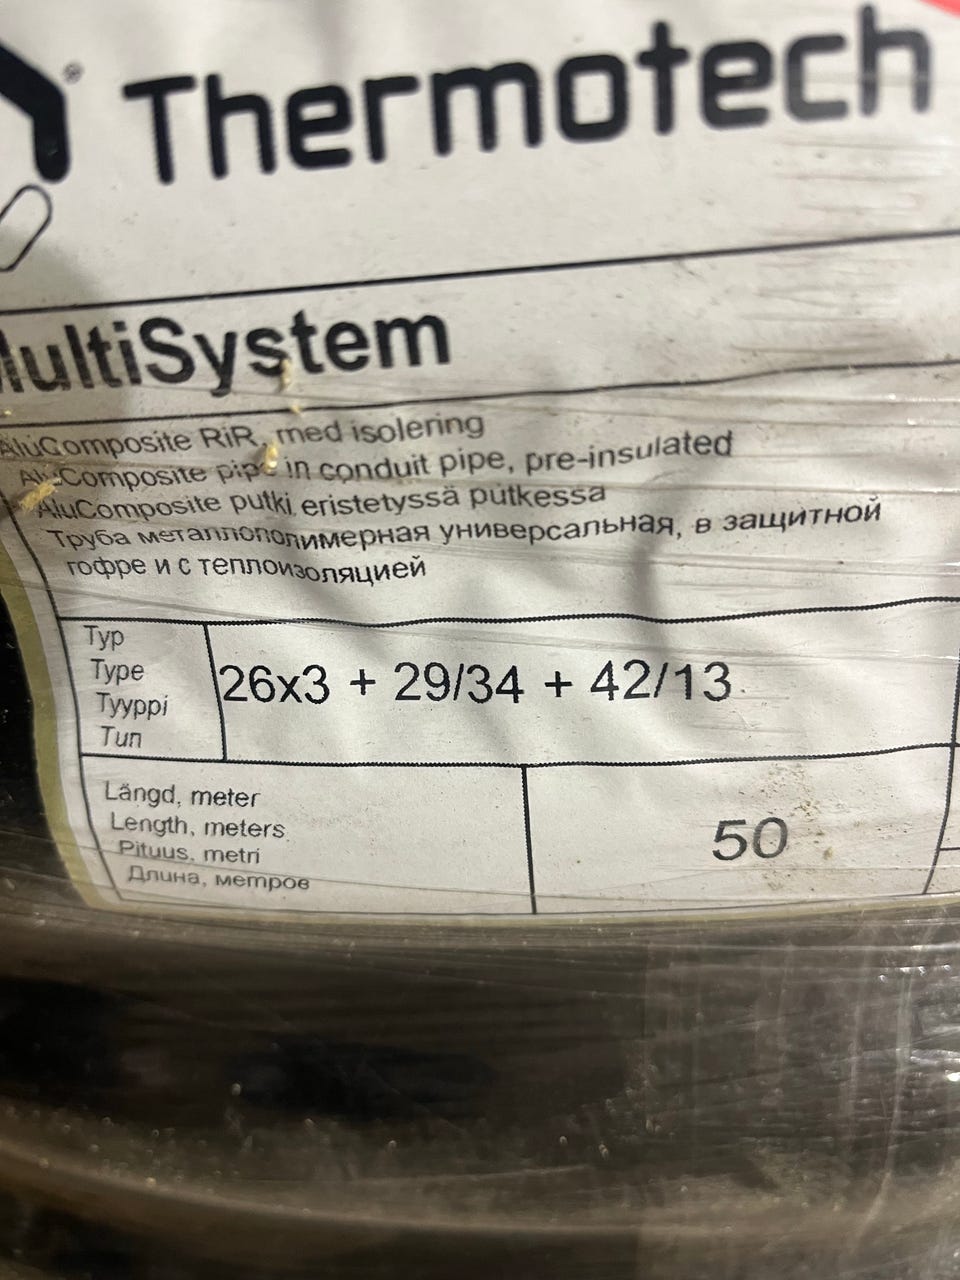 ® Thermotech
MultiSystem
AluComposite RiR, med isolering
AluComposite pipe in conduit pipe, pre-insulated
AluComposite putki eristetyssä putkessa
Труба металлополимерная универсальная, в защитной
гофре и с теплоизоляцией
Typ
Type
Tyyppi
Тип
26x3 + 29/34 + 42/13
Längd, meter
Length, meters
Pituus, metri
Длина, метров
50